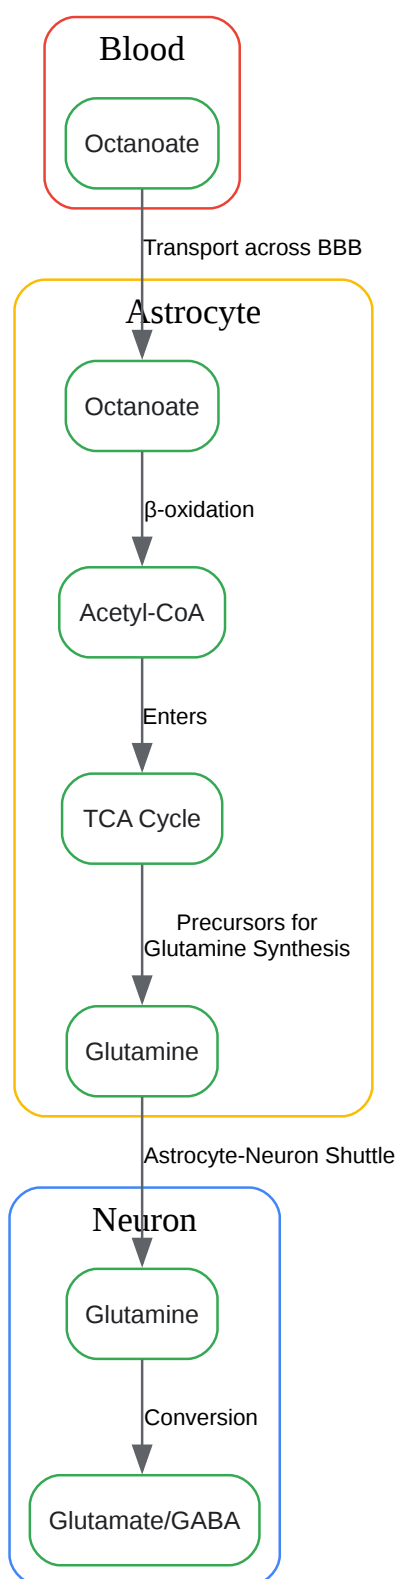 Blood
Octanoate
Transport across BBB
Astrocyte
Octanoate
β-oxidation
Acetyl-CoA
Enters
TCA Cycle
Precursors for
Glutamine Synthesis
Glutamine
Astrocyte-Neuron Shuttle
Neuron
Glutamine
Conversion
Glutamate/GABA